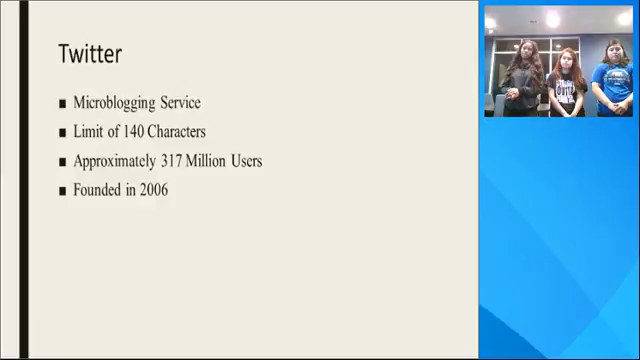 Twitter
■ Microblogging Service
■ Limit of 140 Characters
■ Approximately 317 Million Users
■ Founded in 2006